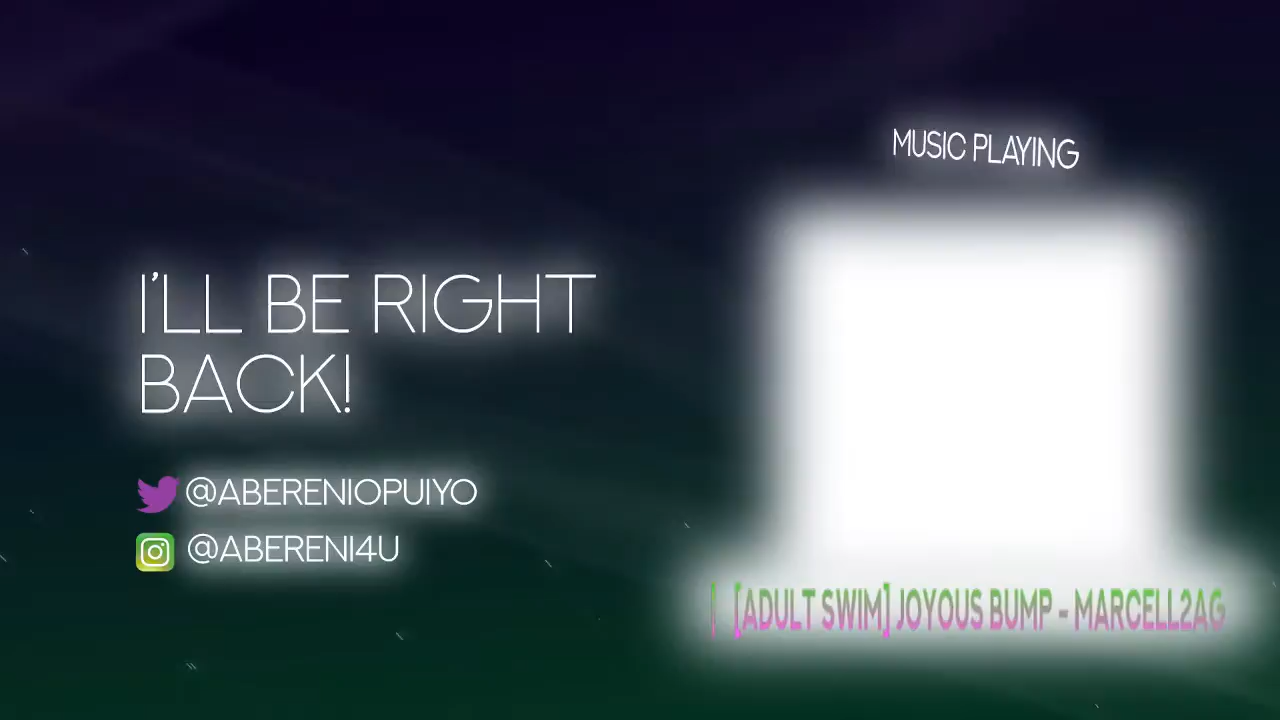 MUSIC PLAYING
I'LL BE RIGHT
BACK!
@ABERENIOPUIYO
@ABERENI4U
| [ADULT SWIM] JOYOUS BUMP - MARCELL2AG